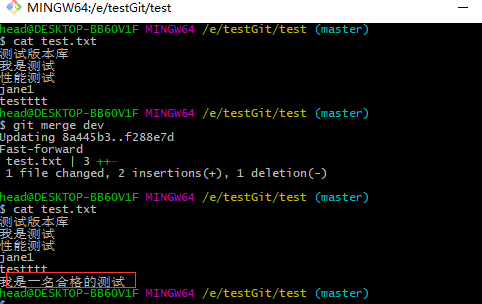 MINGW64:/e/testGit/test
head@DESKTOP-BB6OV1F MINGW64 /e/testGit/test (master)
$ cat test.txt
测试版本库
我是测试
性能测试
jane1
testttt
head@DESKTOP-BB6OV1F MINGW64 /e/testGit/test (master)
$ git merge dev
Updating 8a445b3..f288e7d
Fast-forward
test.txt | 3 ++-
1 file changed, 2 insertions(+), 1 deletion(-)
head@DESKTOP-BB6OV1F MINGW64 /e/testGit/test (master)
$ cat test.txt
测试版本库
我是测试
性能测试
jane1
testttt
我是一名合格的测试
head@DESKTOP-BB6OV1F MINGW64 /e/testGit/test (master)